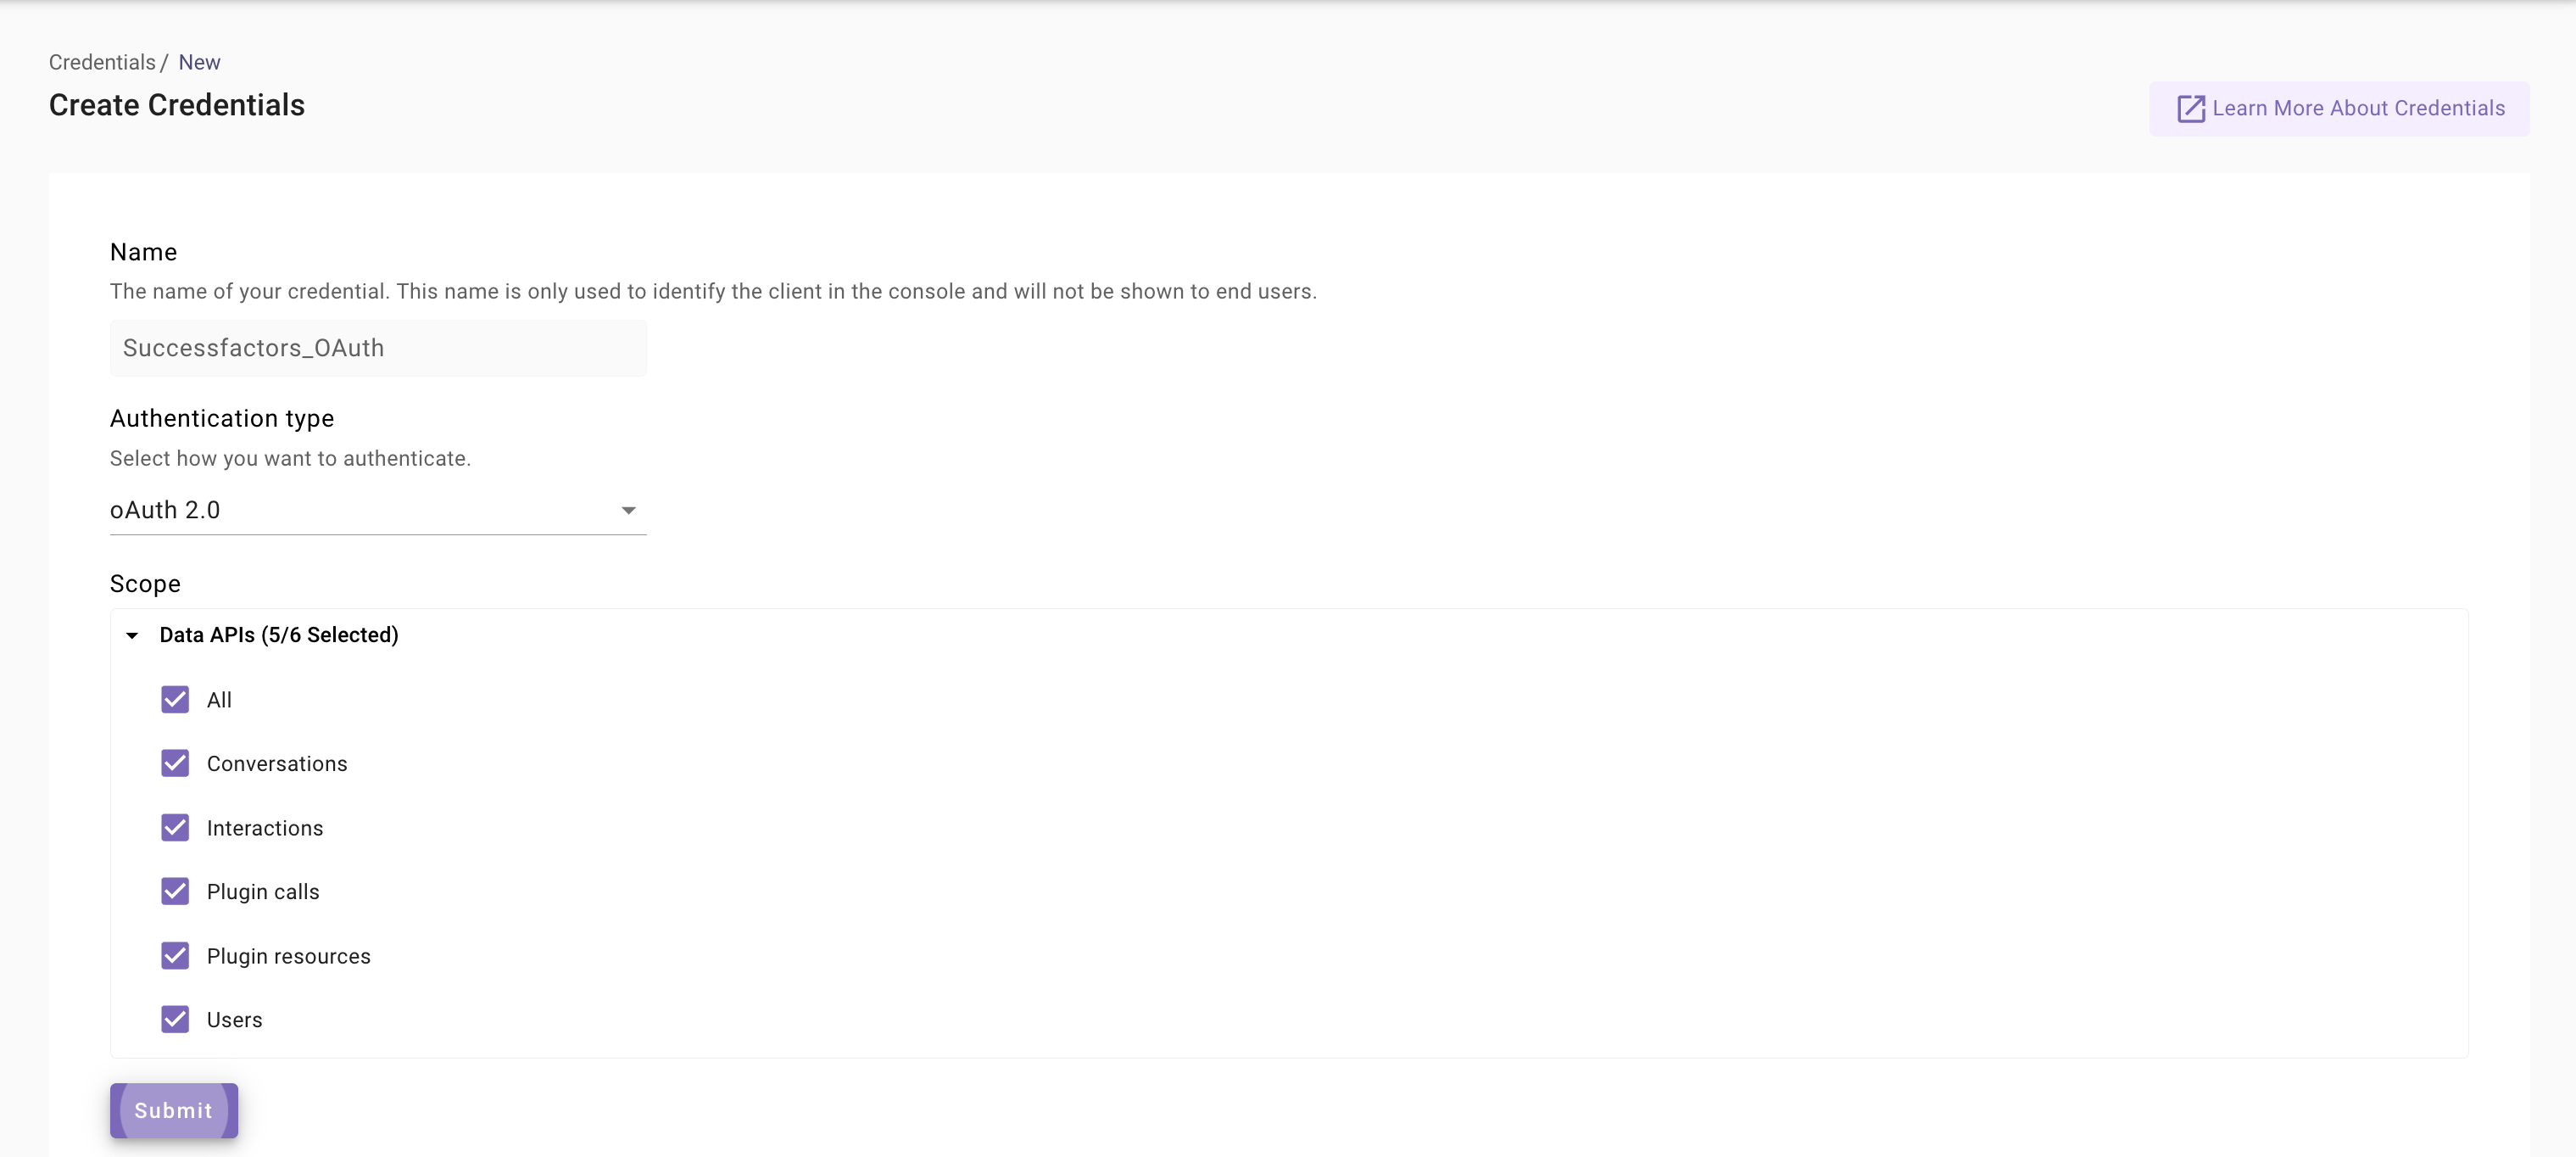 Credentials / New
Create Credentials
Learn More About Credentials
Name
The name of your credential. This name is only used to identify the client in the console and will not be shown to end users.
Successfactors_OAuth
Authentication type
Select how you want to authenticate.
oAuth 2.0
Scope
Data APIs (5/6 Selected)
All
Conversations
Interactions
Plugin calls
Plugin resources
Users
Submit